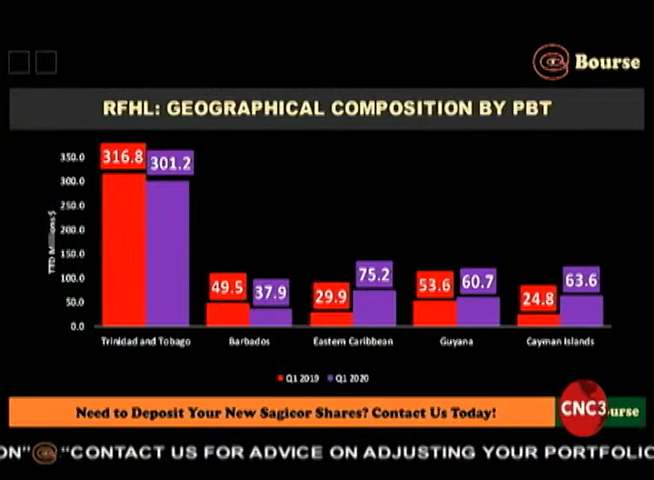 Bourse
RFHL: GEOGRAPHICAL COMPOSITION BY PBT
350.0
300.0
250.0
200.0
150.0
100.0
50.0
0.0
TTD Millions $
316.8 301.2
49.5 37.9
29.9 75.2
53.6 60.7
24.8 63.6
Trinidad and Tobago Barbados Eastern Caribbean Guyana Cayman Islands
Q1 2019 Q1 2020
Need to Deposit Your New Sagicor Shares? Contact Us Today!
CNC3 urse
ON" "CONTACT US FOR ADVICE ON ADJUSTING YOUR PORTFOLIO